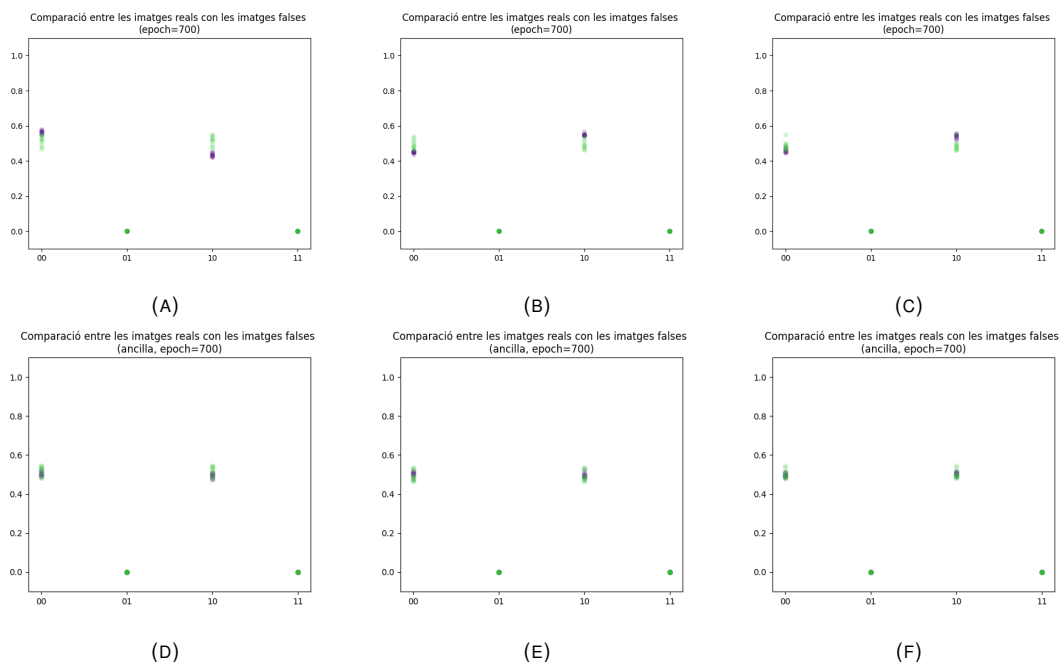 Comparació entre les imatges reals con les imatges falses
(epoch=700)
1.0
0.8
0.6
0.4
0.2
0.0
00 01 10 11
(A)
Comparació entre les imatges reals con les imatges falses
(epoch=700)
1.0
0.8
0.6
0.4
0.2
0.0
00 01 10 11
(B)
Comparació entre les imatges reals con les imatges falses
(epoch=700)
1.0
0.8
0.6
0.4
0.2
0.0
00 01 10 11
(C)
Comparació entre les imatges reals con les imatges falses
(ancilla, epoch=700)
1.0
0.8
0.6
0.4
0.2
0.0
00 01 10 11
(D)
Comparació entre les imatges reals con les imatges falses
(ancilla, epoch=700)
1.0
0.8
0.6
0.4
0.2
0.0
00 01 10 11
(E)
Comparació entre les imatges reals con les imatges falses
(ancilla, epoch=700)
1.0
0.8
0.6
0.4
0.2
0.0
00 01 10 11
(F)